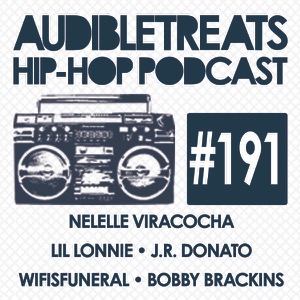 AUDIBLETREATS
HIP-HOP PODCAST
#191
NELELLE VIRACOCHA
LIL LONNIE • J.R. DONATO
WIFISFUNERAL • BOBBY BRACKINS